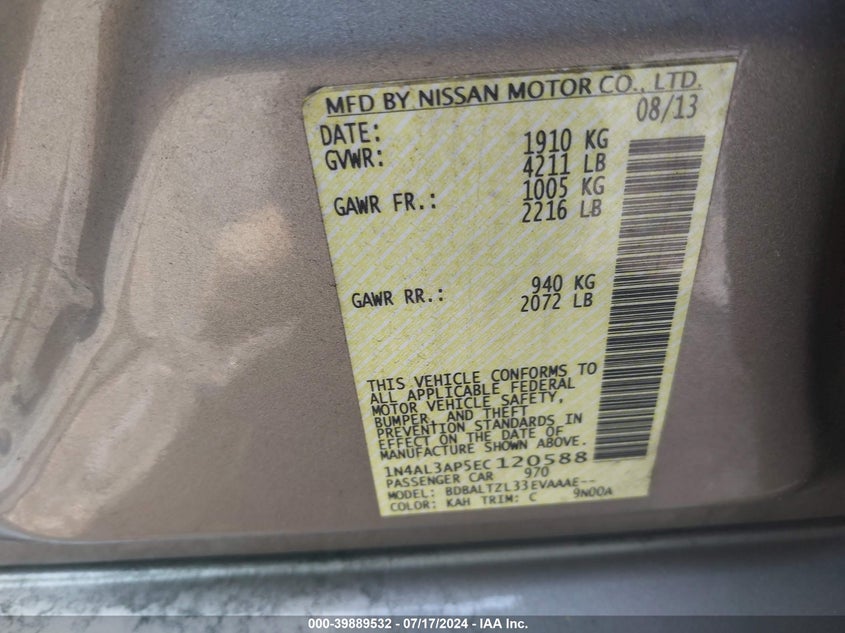 MFD BY NISSAN MOTOR CO., LTD.
DATE: 08/13
GVWR: 1910 KG
4211 LB
GAWR FR.: 1005 KG
2216 LB
GAWR RR.: 940 KG
2072 LB
THIS VEHICLE CONFORMS TO
ALL APPLICABLE FEDERAL
MOTOR VEHICLE SAFETY,
BUMPER, AND THEFT
PREVENTION STANDARDS IN
EFFECT ON THE DATE OF
MANUFACTURE SHOWN ABOVE.
1N4AL3AP5EC120588
PASSENGER CAR 970
MODEL: BDBALTZL33EVAAAE--
COLOR: KAH TRIM: C 9N00A
100 -39889532 - 07/17/2024 - IAA Inc.